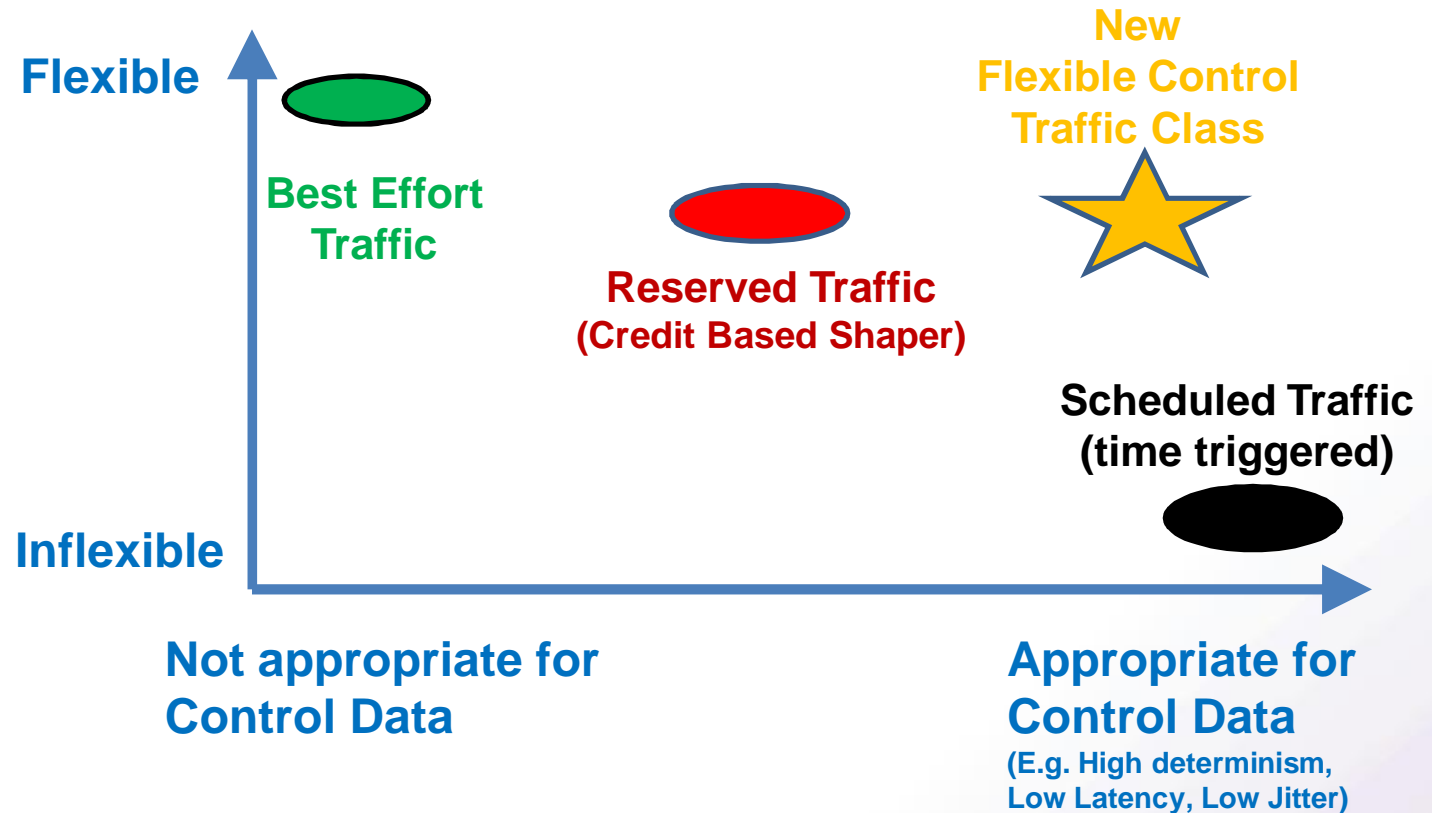 New
Flexible Control
Traffic Class
Flexible
Best Effort
Traffic
Reserved Traffic
(Credit Based Shaper)
Scheduled Traffic
(time triggered)
Inflexible
Not appropriate for
Control Data
Appropriate for
Control Data
(E.g. High determinism,
Low Latency, Low Jitter)